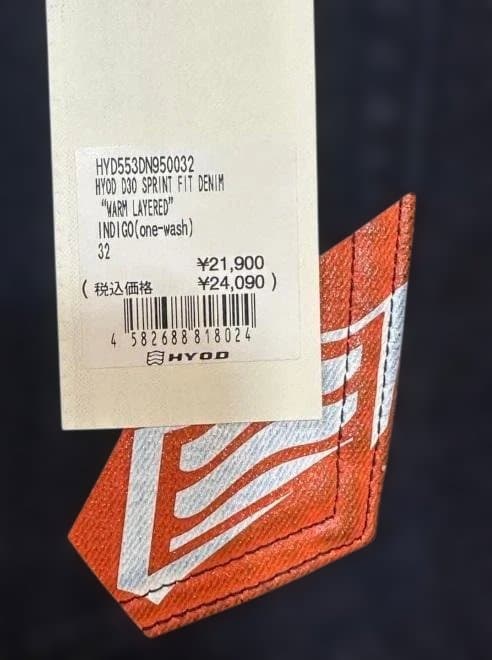 HYD553DN950032
HYOD D3O SPRINT FIT DENIM
"WARM LAYERED"
INDIGO(one-wash)
32
¥21,900
(税込価格 ¥24,090)
4 582688 818024
HYOD